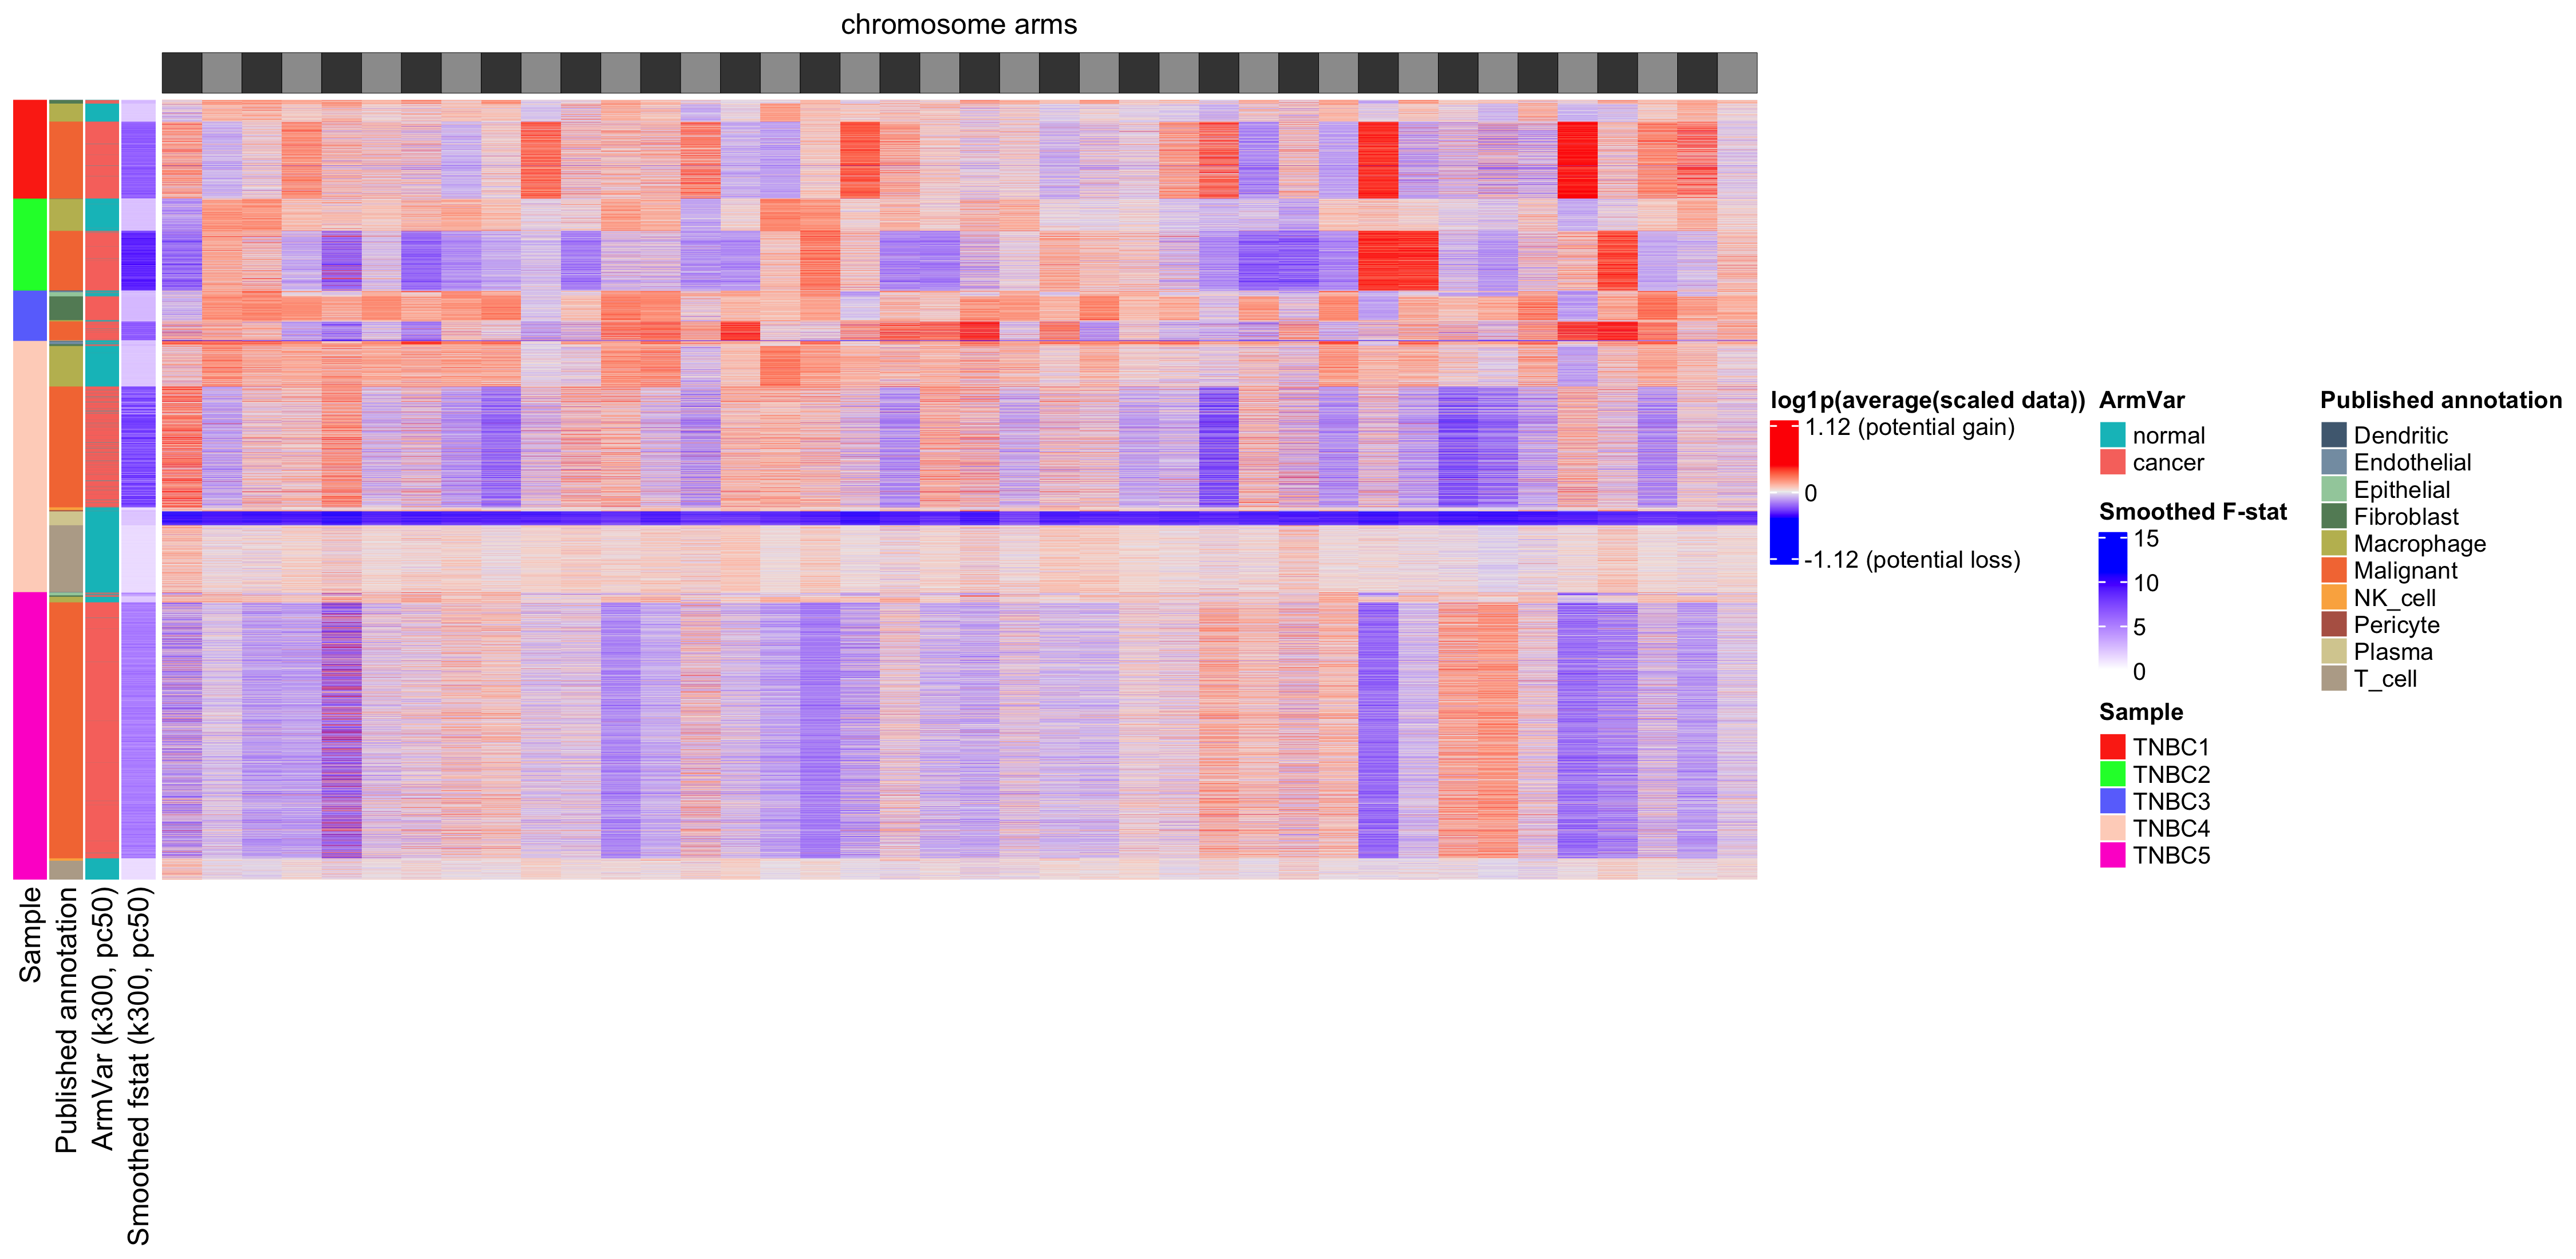 chromosome arms
log1p(average(scaled data))
1.12 (potential gain)
0
-1.12 (potential loss)
ArmVar
normal
cancer
Smoothed F-stat
15
10
5
0
Sample
TNBC1
TNBC2
TNBC3
TNBC4
TNBC5
Published annotation
Dendritic
Endothelial
Epithelial
Fibroblast
Macrophage
Malignant
NK_cell
Pericyte
Plasma
T_cell
Sample
Published annotation
ArmVar (k300, pc50)
Smoothed fstat (k300, pc50)